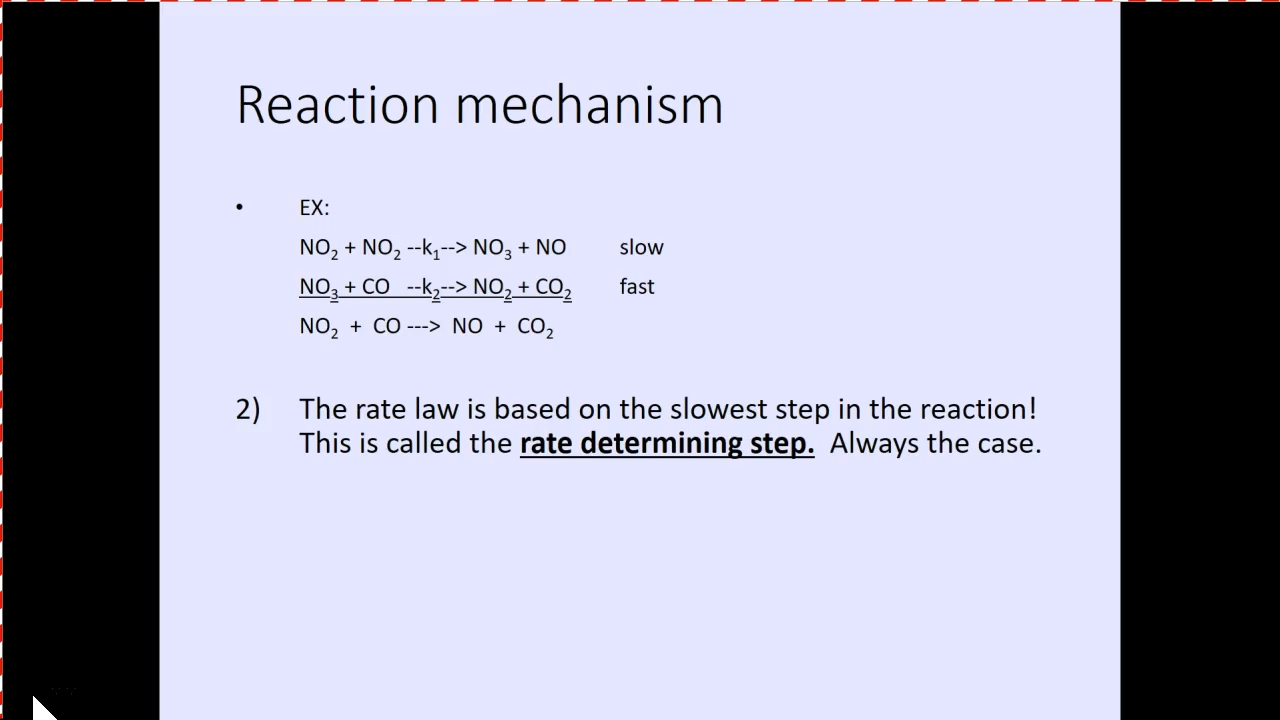 Reaction mechanism
• EX:
NO₂ + NO₂ --k₁--> NO₃ + NO slow
NO₃ + CO --k₂--> NO₂ + CO₂ fast
NO₂ + CO ---> NO + CO₂
2) The rate law is based on the slowest step in the reaction!
This is called the rate determining step. Always the case.